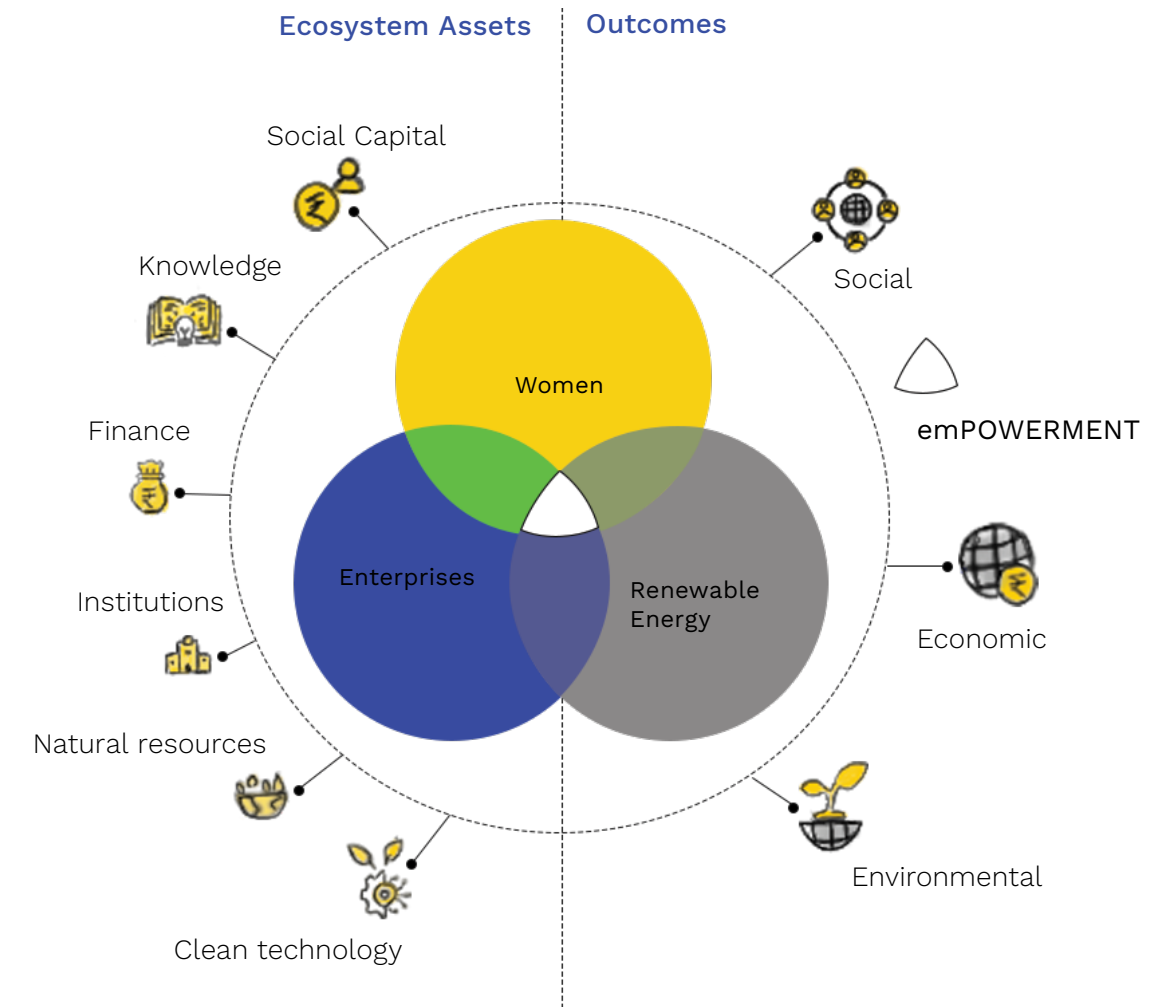 Ecosystem Assets
Outcomes
Social Capital
Knowledge
Finance
Institutions
Natural resources
Clean technology
Women
Enterprises
Renewable
Energy
Social
emPOWERMENT
Economic
Environmental